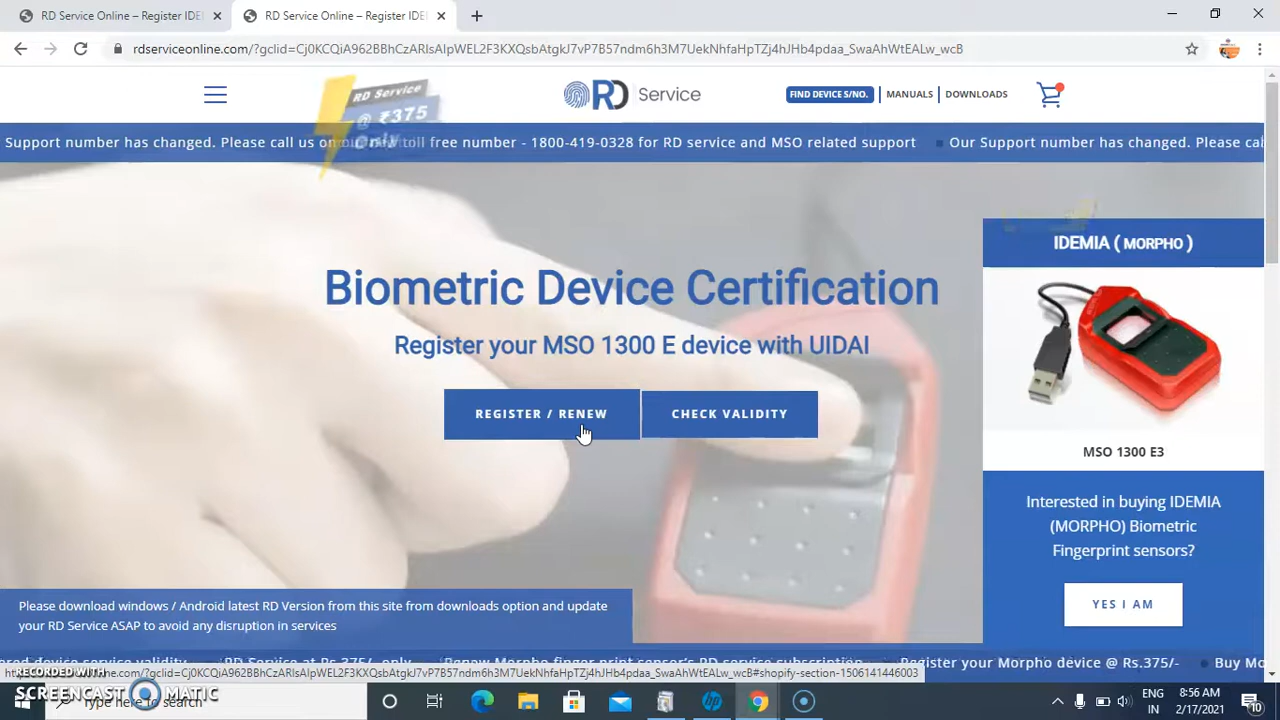 RD Service Online – Register IDE
RD Service Online – Register IDE
rdserviceonline.com/?gclid=Cj0KCQiA962BBhCzARIsAIpWEL2F3KXQsbAtgkJ7vP7B57ndm6h3M7UekNhfaHpTZj4hJHb4pdaa_SwaAhWtEALw_wcB
RD Service
@ ₹375
Only
RD Service
FIND DEVICE S/NO.
MANUALS
DOWNLOADS
Support number has changed. Please call us on our toll free number - 1800-419-0328 for RD service and MSO related support
Our Support number has changed. Please
IDEMIA ( MORPHO )
Biometric Device Certification
Register your MSO 1300 E device with UIDAI
REGISTER / RENEW
CHECK VALIDITY
MSO 1300 E3
Interested in buying IDEMIA
(MORPHO) Biometric
Fingerprint sensors?
YES I AM
Please download windows / Android latest RD Version from this site from downloads option and update
your RD Service ASAP to avoid any disruption in services
device service validity
RD Service at Rs.375/- only
Renew Morpho finger print sensor's RD service subscription
Register your Morpho device @ Rs.375/-
Buy Mo
online.com/?gclid=Cj0KCQiA962BBhCzARIsAIpWEL2F3KXQsbAtgkJ7vP7B57ndm6h3M7UekNhfaHpTZj4hJHb4pdaa_SwaAhWtEALw_wcB#shopify-section-1506141446003
RECORDED WITH
SCREENCAST MATIC
Type here to search
ENG
IN
8:56 AM
2/17/2021
10